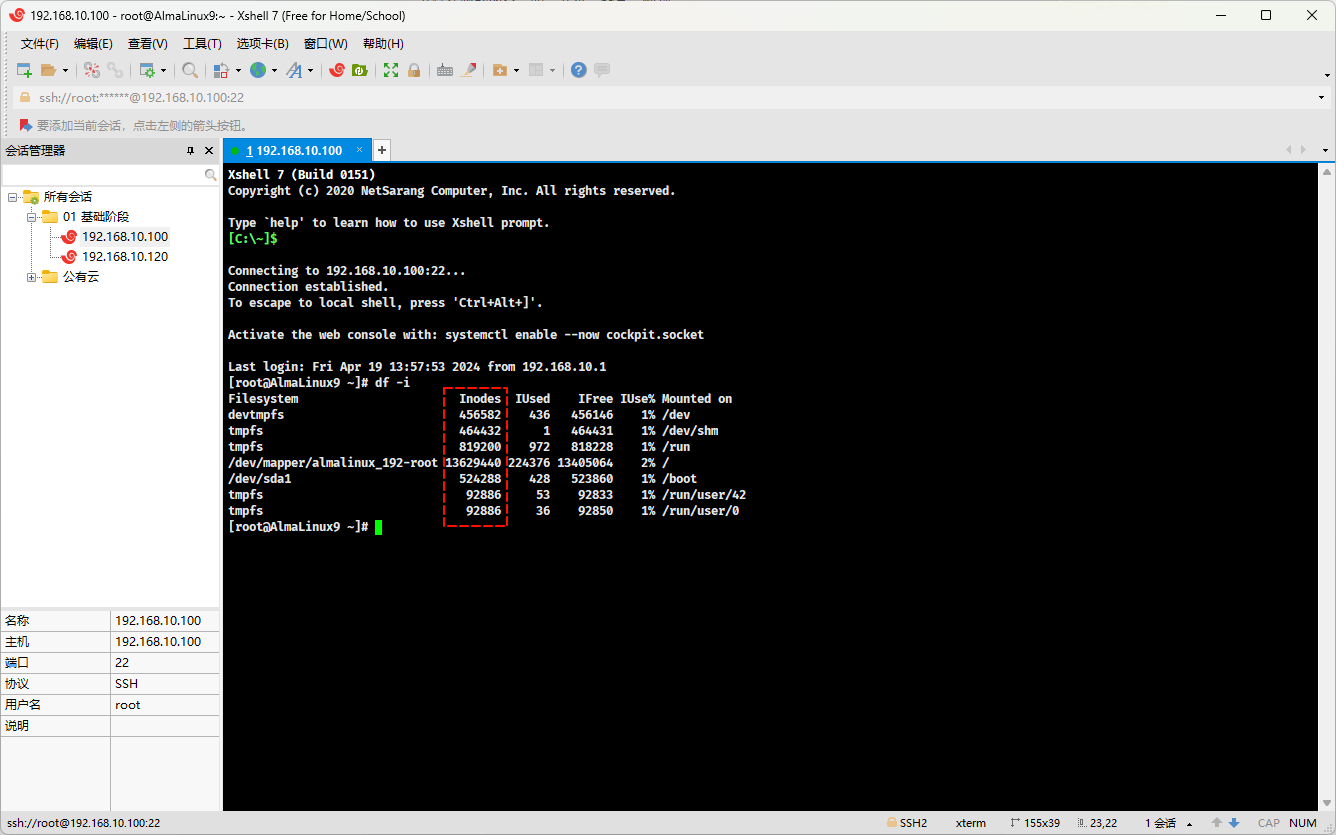 192.168.10.100 - root@AlmaLinux9:~ - Xshell 7 (Free for Home/School)
文件(F) 编辑(E) 查看(V) 工具(T) 选项卡(B) 窗口(W) 帮助(H)
ssh://root:******@192.168.10.100:22
要添加当前会话，点击左侧的箭头按钮。
会话管理器
1 192.168.10.100
所有会话
01 基础阶段
192.168.10.100
192.168.10.120
公有云
Xshell 7 (Build 0151)
Copyright (c) 2020 NetSarang Computer, Inc. All rights reserved.
Type `help' to learn how to use Xshell prompt.
[C:\~]$
Connecting to 192.168.10.100:22...
Connection established.
To escape to local shell, press 'Ctrl+Alt+]'.
Activate the web console with: systemctl enable --now cockpit.socket
Last login: Fri Apr 19 13:57:53 2024 from 192.168.10.1
[root@AlmaLinux9 ~]# df -i
Filesystem Inodes IUsed IFree IUse% Mounted on
devtmpfs 456582 436 456146 1% /dev
tmpfs 464432 1 464431 1% /dev/shm
tmpfs 819200 972 818228 1% /run
/dev/mapper/almalinux_192-root 13629440 224376 13405064 2% /
/dev/sda1 524288 428 523860 1% /boot
tmpfs 92886 53 92833 1% /run/user/42
tmpfs 92886 36 92850 1% /run/user/0
[root@AlmaLinux9 ~]#
名称 192.168.10.100
主机 192.168.10.100
端口 22
协议 SSH
用户名 root
说明
ssh://root@192.168.10.100:22 SSH2 xterm 155x39 23,22 1 会话 CAP NUM